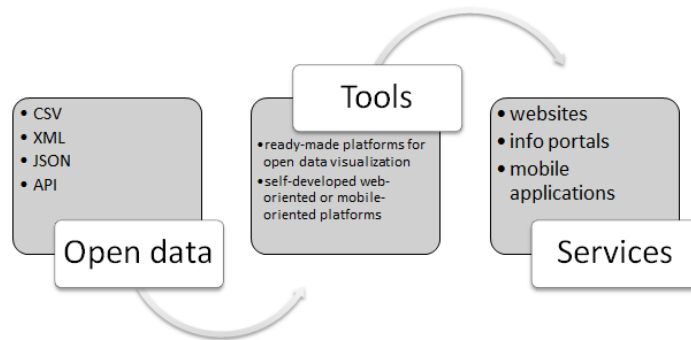 • CSV
• XML
• JSON
• API
Open data
Tools
• ready-made platforms for
open data visualization
• self-developed web-
oriented or mobile-
oriented platforms
• websites
• info portals
• mobile
applications
Services